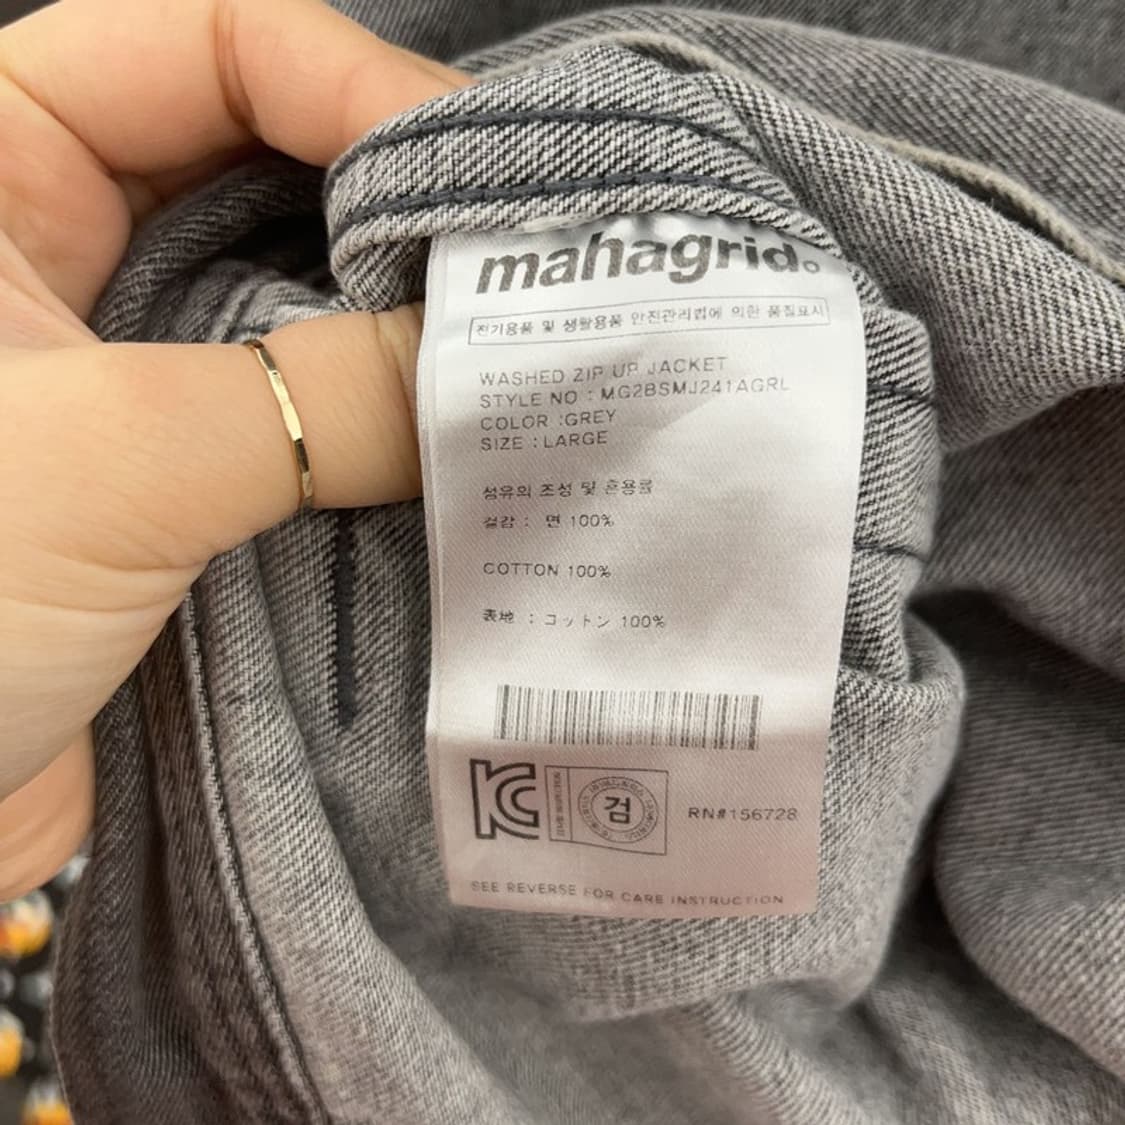 mahagrid
전기용품 및 생활용품 안전관리법에 의한 품질표시
WASHED ZIP UP JACKET
STYLE NO : MG2BSMJ241AGRL
COLOR :GREY
SIZE : LARGE
섬유의 조성 및 혼용률
겉감 : 면 100%
COTTON 100%
表地 : コットン 100%
KC
검
RN#156728
SEE REVERSE FOR CARE INSTRUCTION